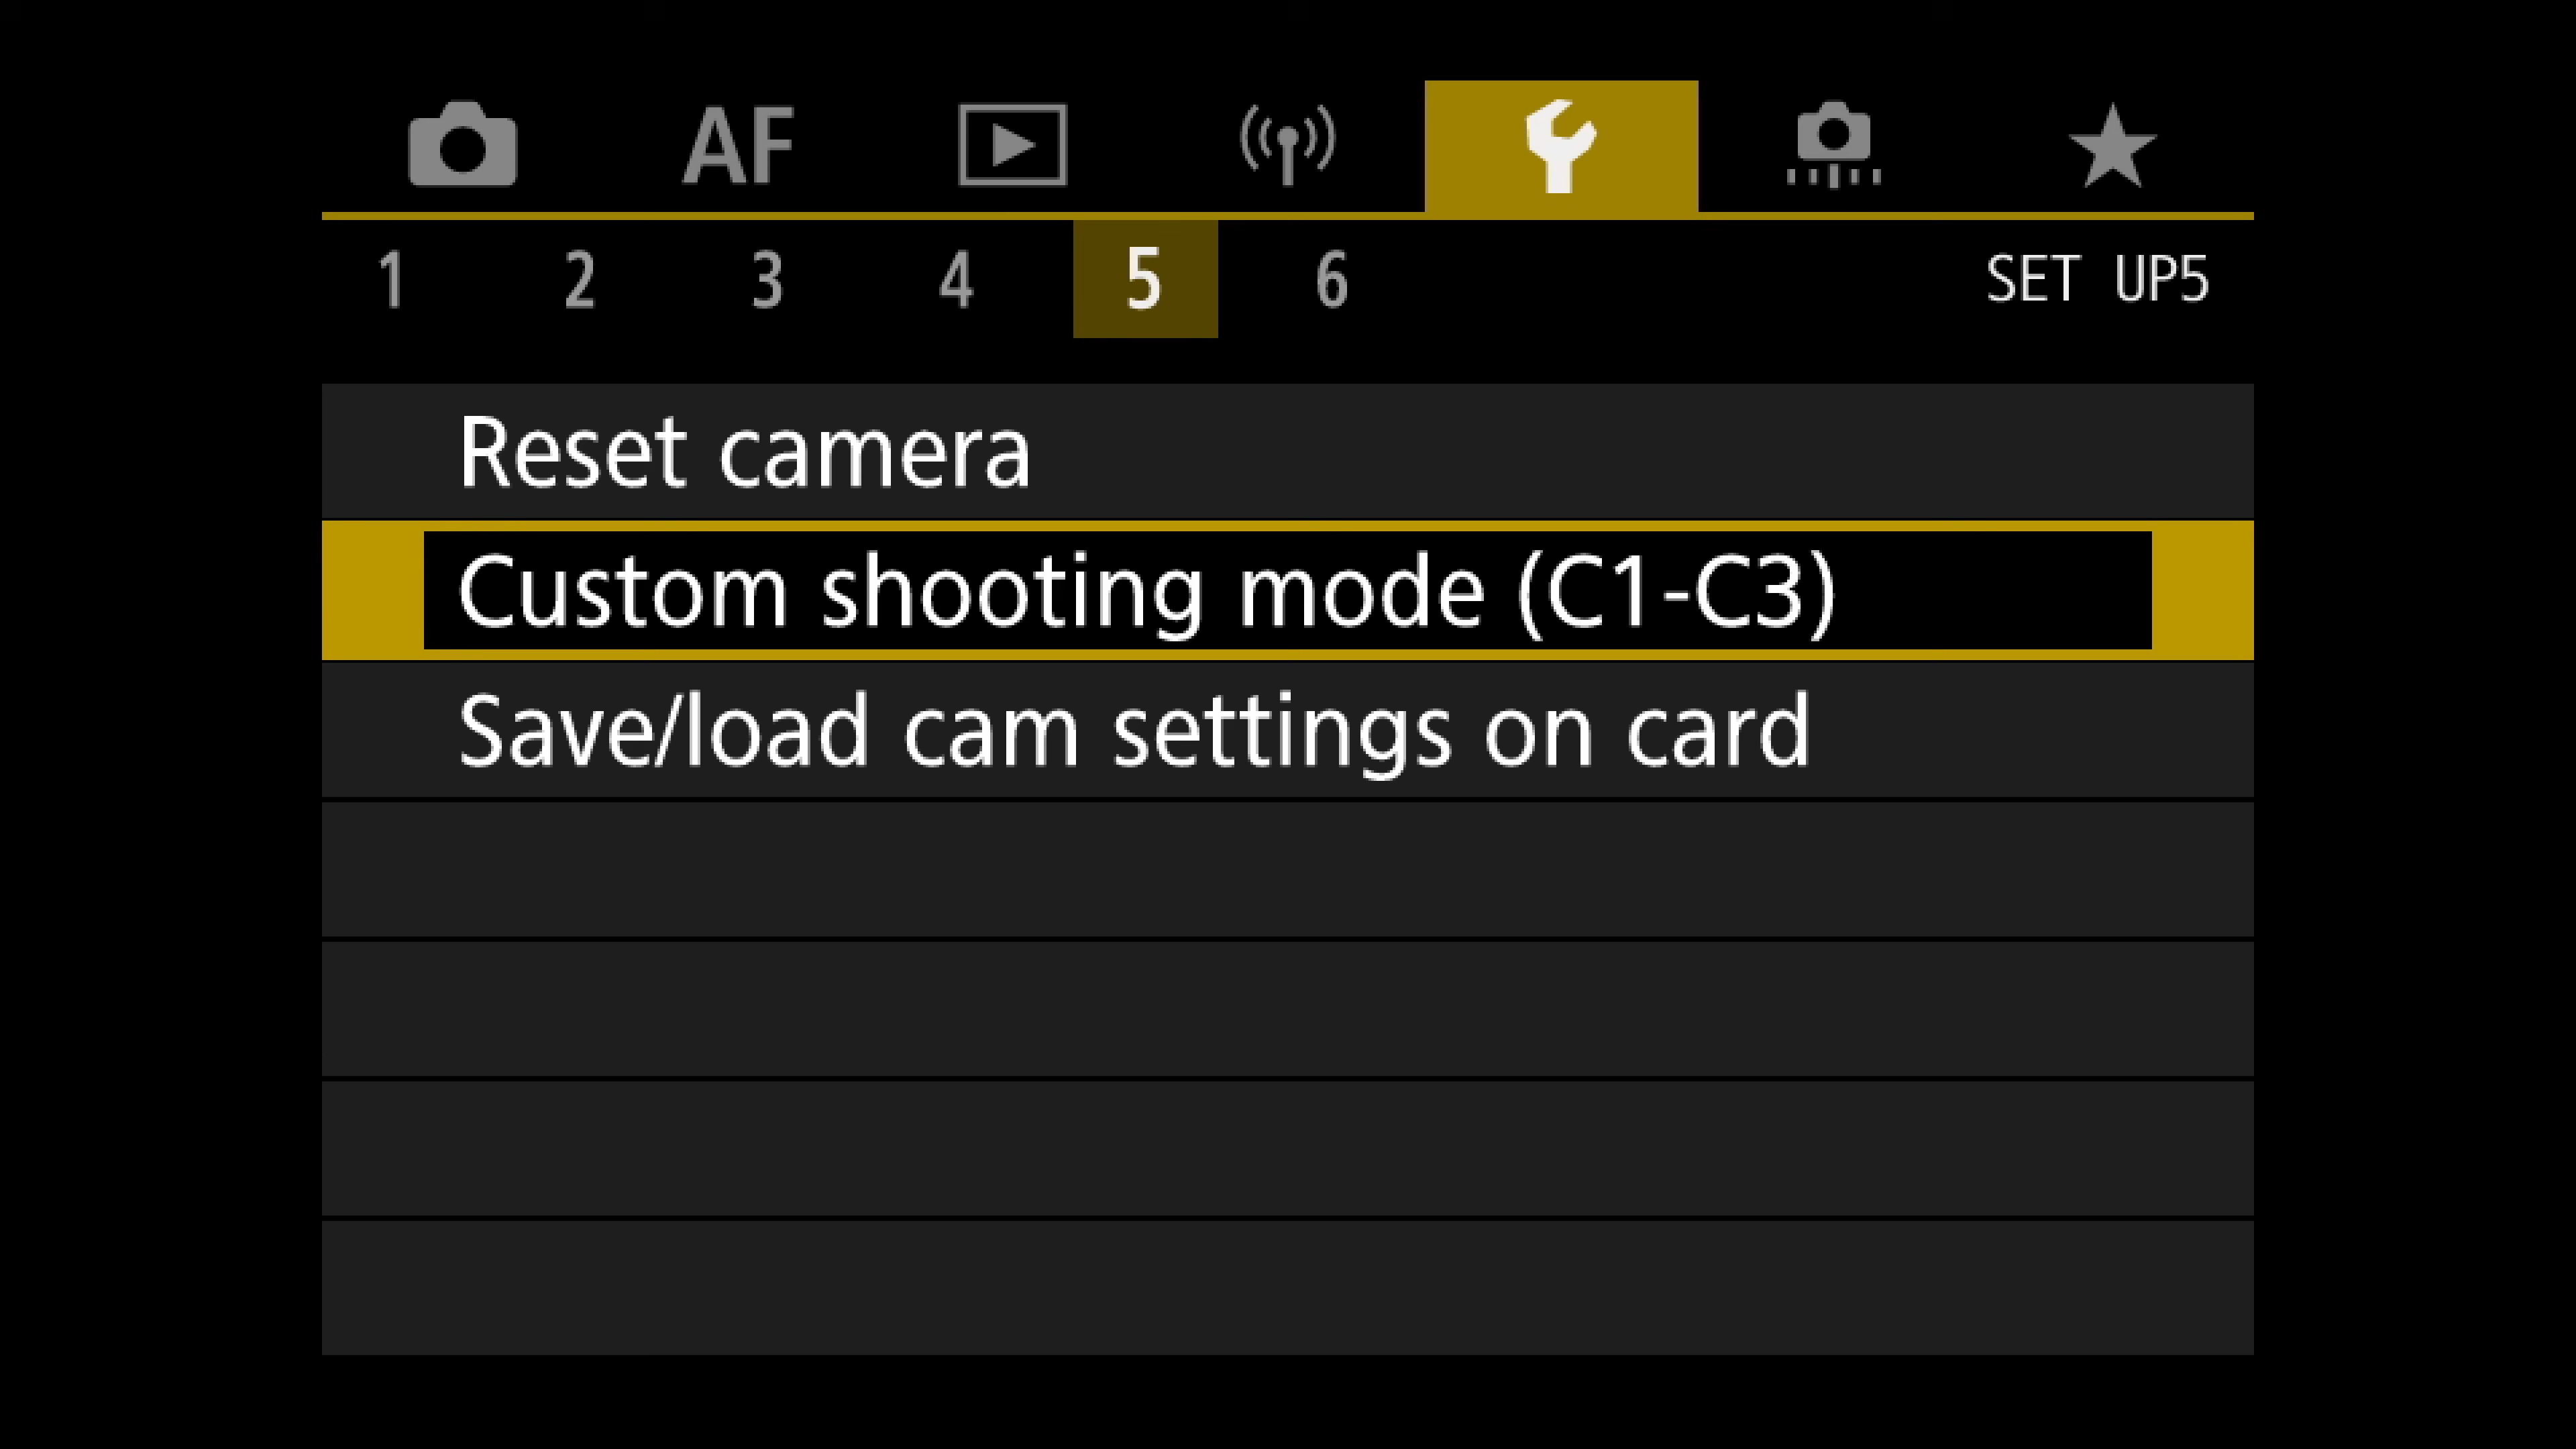 AF
1 2 3 4 5 6 SET UP5
Reset camera
Custom shooting mode (C1-C3)
Save/load cam settings on card